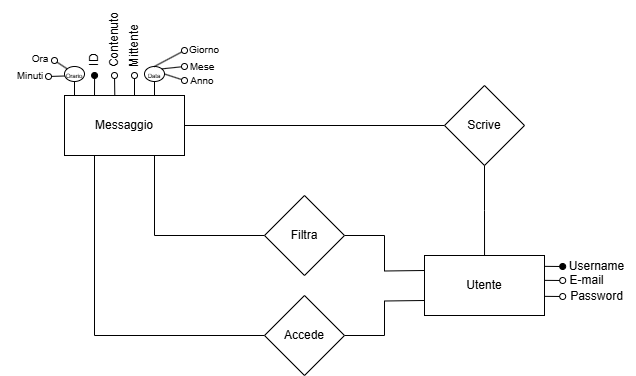 Contenuto
Mittente
ID
Ora
Giorno
Minuti
Orario
Data
Mese
Anno
Messaggio
Scrive
Filtra
Utente
Username
E-mail
Password
Accede